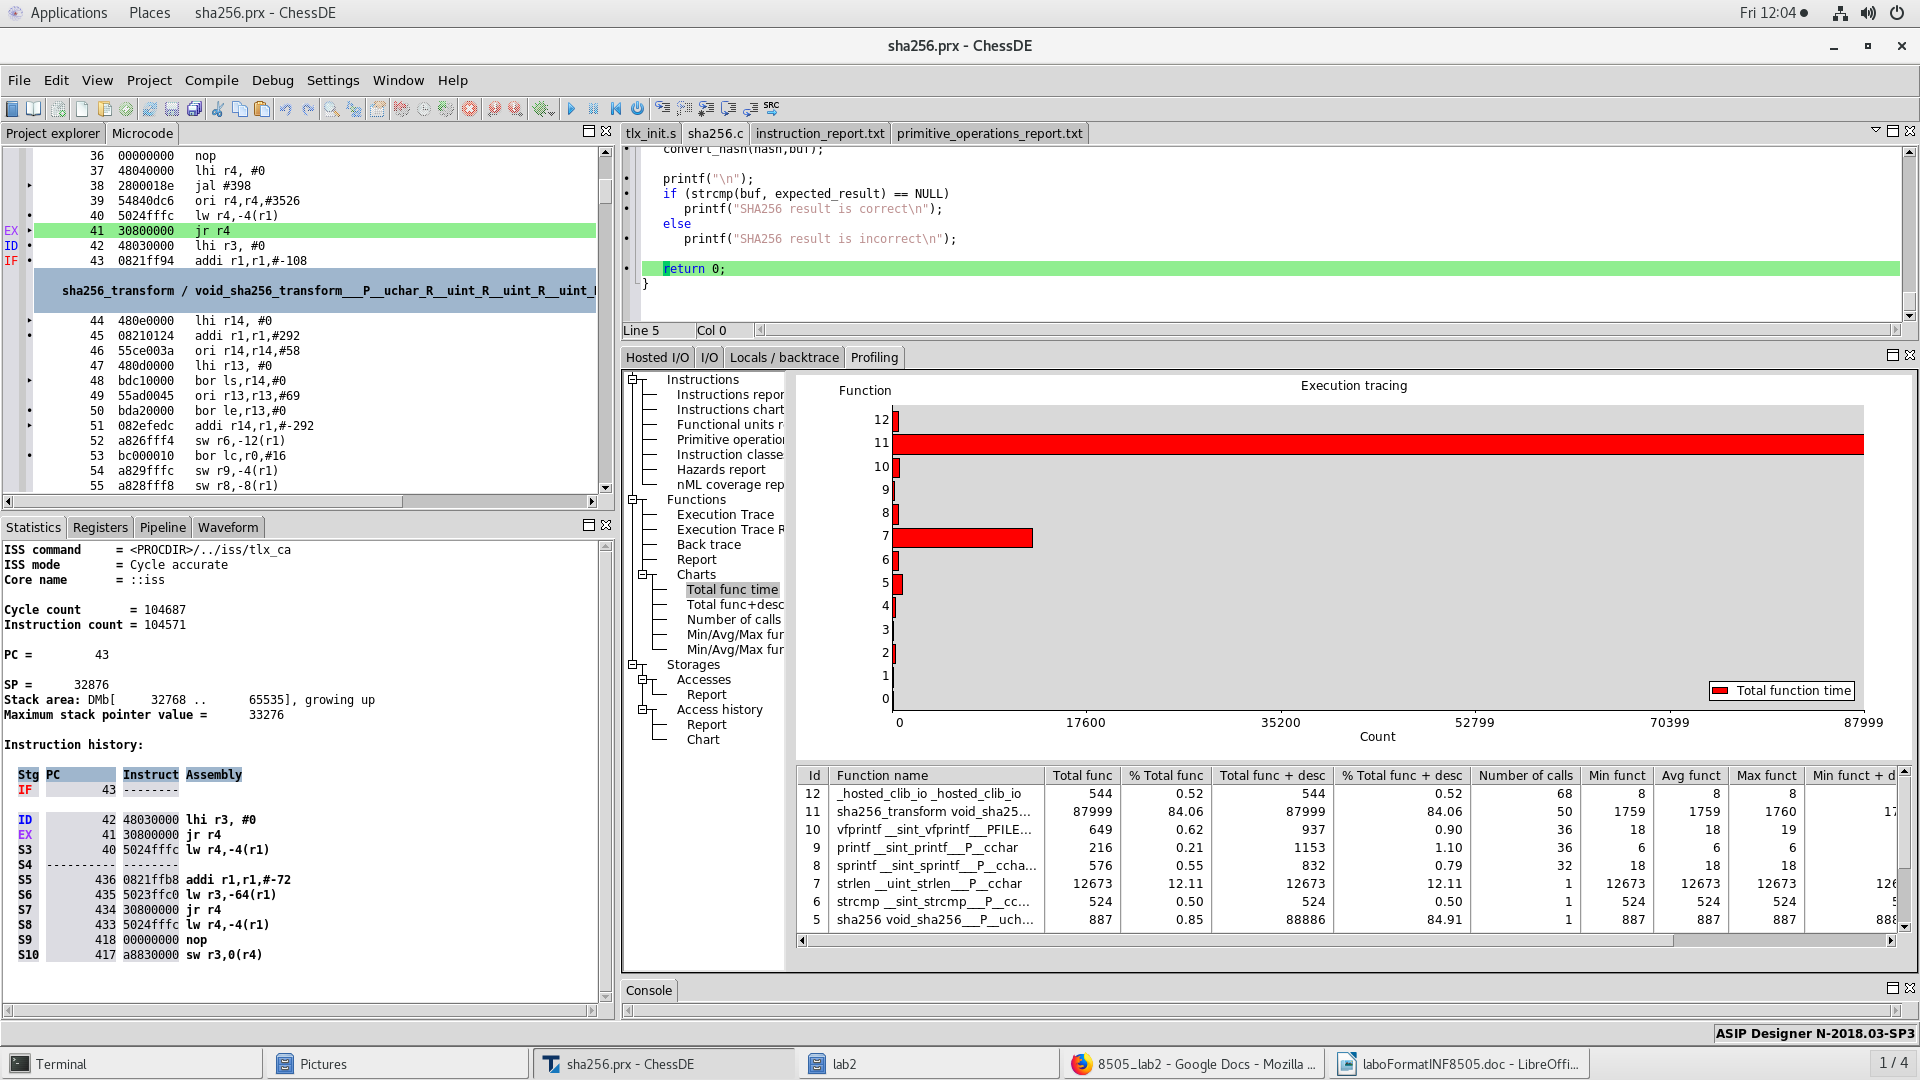 Applications Places sha256.prx - ChessDE Fri 12:04
sha256.prx - ChessDE
File Edit View Project Compile Debug Settings Window Help
SRC
Project explorer Microcode
36 00000000 nop
37 48040000 lhi r4, #0
38 2800018e jal #398
39 54840dc6 ori r4,r4,#3526
40 5024fffc lw r4,-4(r1)
EX 41 30800000 jr r4
ID 42 48030000 lhi r3, #0
IF 43 0821ff94 addi r1,r1,#-108
sha256_transform / void_sha256_transform___P__uchar_R__uint_R__uint_R__uint_
44 480e0000 lhi r14, #0
45 08210124 addi r1,r1,#292
46 55ce003a ori r14,r14,#58
47 480d0000 lhi r13, #0
48 bdc10000 bor ls,r14,#0
49 55ad0045 ori r13,r13,#69
50 bda20000 bor le,r13,#0
51 082efedc addi r14,r1,#-292
52 a826fff4 sw r6,-12(r1)
53 bc000010 bor lc,r0,#16
54 a829fffc sw r9,-4(r1)
55 a828fff8 sw r8,-8(r1)
Statistics Registers Pipeline Waveform
ISS command = <PROCDIR>/../iss/tlx_ca
ISS mode = Cycle accurate
Core name = ::iss
Cycle count = 104687
Instruction count = 104571
PC = 43
SP = 32876
Stack area: DMb[ 32768 .. 65535], growing up
Maximum stack pointer value = 33276
Instruction history:
Stg PC Instruct Assembly
IF 43 --------
ID 42 48030000 lhi r3, #0
EX 41 30800000 jr r4
S3 40 5024fffc lw r4,-4(r1)
S4 ---------- --------
S5 436 0821ffb8 addi r1,r1,#-72
S6 435 5023ffc0 lw r3,-64(r1)
S7 434 30800000 jr r4
S8 433 5024fffc lw r4,-4(r1)
S9 418 00000000 nop
S10 417 a8830000 sw r3,0(r4)
tlx_init.s sha256.c instruction_report.txt primitive_operations_report.txt
convert_hash(hash,buf);
printf("\n");
if (strcmp(buf, expected_result) == NULL)
printf("SHA256 result is correct\n");
else
printf("SHA256 result is incorrect\n");
return 0;
}
Line 5 Col 0
Hosted I/O I/O Locals / backtrace Profiling
Instructions
Instructions repor
Instructions chart
Functional units r
Primitive operatio
Instruction classe
Hazards report
nML coverage rep
Functions
Execution Trace
Execution Trace R
Back trace
Report
Charts
Total func time
Total func+desc
Number of calls
Min/Avg/Max fur
Min/Avg/Max fur
Storages
Accesses
Report
Access history
Report
Chart
Execution tracing
Function
12
11
10
9
8
7
6
5
4
3
2
1
0
Total function time
0 17600 35200 52799 70399 87999
Count
Id Function name Total func % Total func Total func + desc % Total func + desc Number of calls Min funct Avg funct Max funct Min funct + d
12 _hosted_clib_io _hosted_clib_io 544 0.52 544 0.52 68 8 8 8
11 sha256_transform void_sha25... 87999 84.06 87999 84.06 50 1759 1759 1760 17
10 vfprintf __sint_vfprintf___PFILE... 649 0.62 937 0.90 36 18 18 19
9 printf __sint_printf___P__cchar 216 0.21 1153 1.10 36 6 6 6
8 sprintf __sint_sprintf___P__ccha... 576 0.55 832 0.79 32 18 18 18
7 strlen __uint_strlen___P__cchar 12673 12.11 12673 12.11 1 12673 12673 12673 126
6 strcmp __sint_strcmp___P__cc... 524 0.50 524 0.50 1 524 524 524 5
5 sha256 void_sha256___P__uch... 887 0.85 88886 84.91 1 887 887 887 888
Console
ASIP Designer N-2018.03-SP3
Terminal Pictures sha256.prx - ChessDE lab2 8505_lab2 - Google Docs - Mozilla ... laboFormatINF8505.doc - LibreOffi... 1 / 4